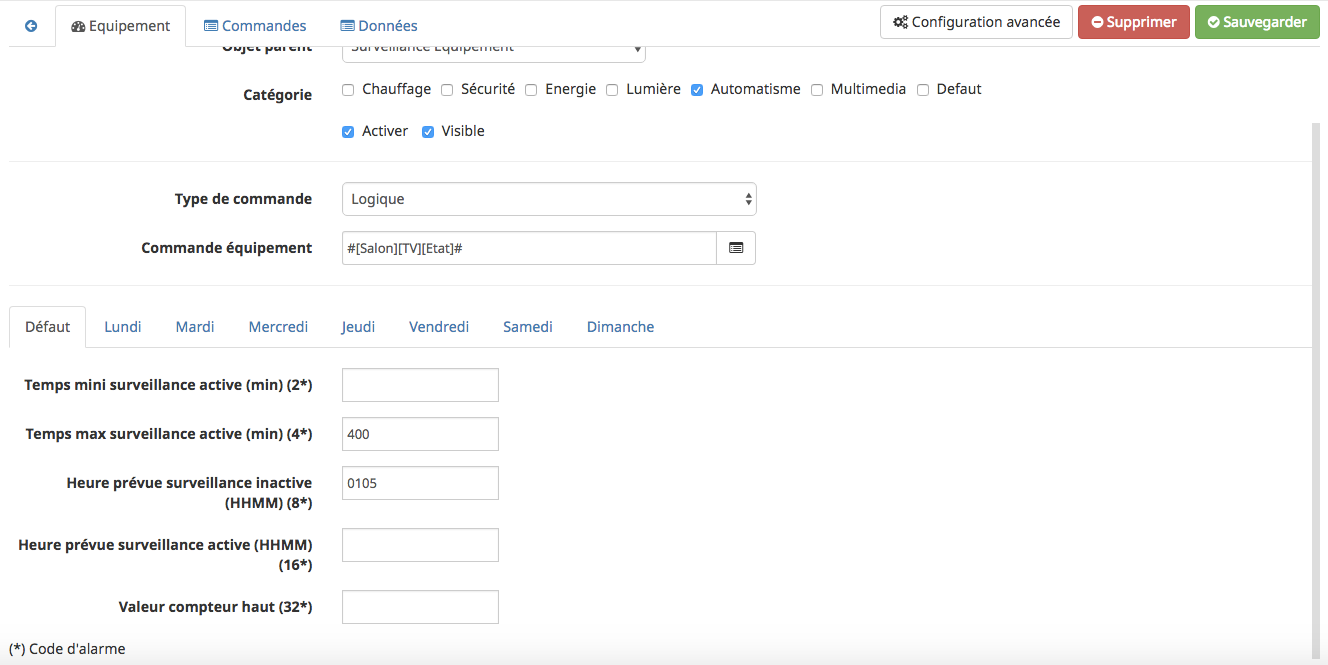 Equipement Commandes Données Configuration avancée Supprimer Sauvegarder
Objet parent Surveillance Equipement
Catégorie Chauffage Sécurité Energie Lumière Automatisme Multimedia Defaut
Activer Visible
Type de commande Logique
Commande équipement #[Salon][TV][Etat]#
Défaut Lundi Mardi Mercredi Jeudi Vendredi Samedi Dimanche
Temps mini surveillance active (min) (2*)
Temps max surveillance active (min) (4*) 400
Heure prévue surveillance inactive 0105
(HHMM) (8*)
Heure prévue surveillance active (HHMM)
(16*)
Valeur compteur haut (32*)
(*) Code d'alarme